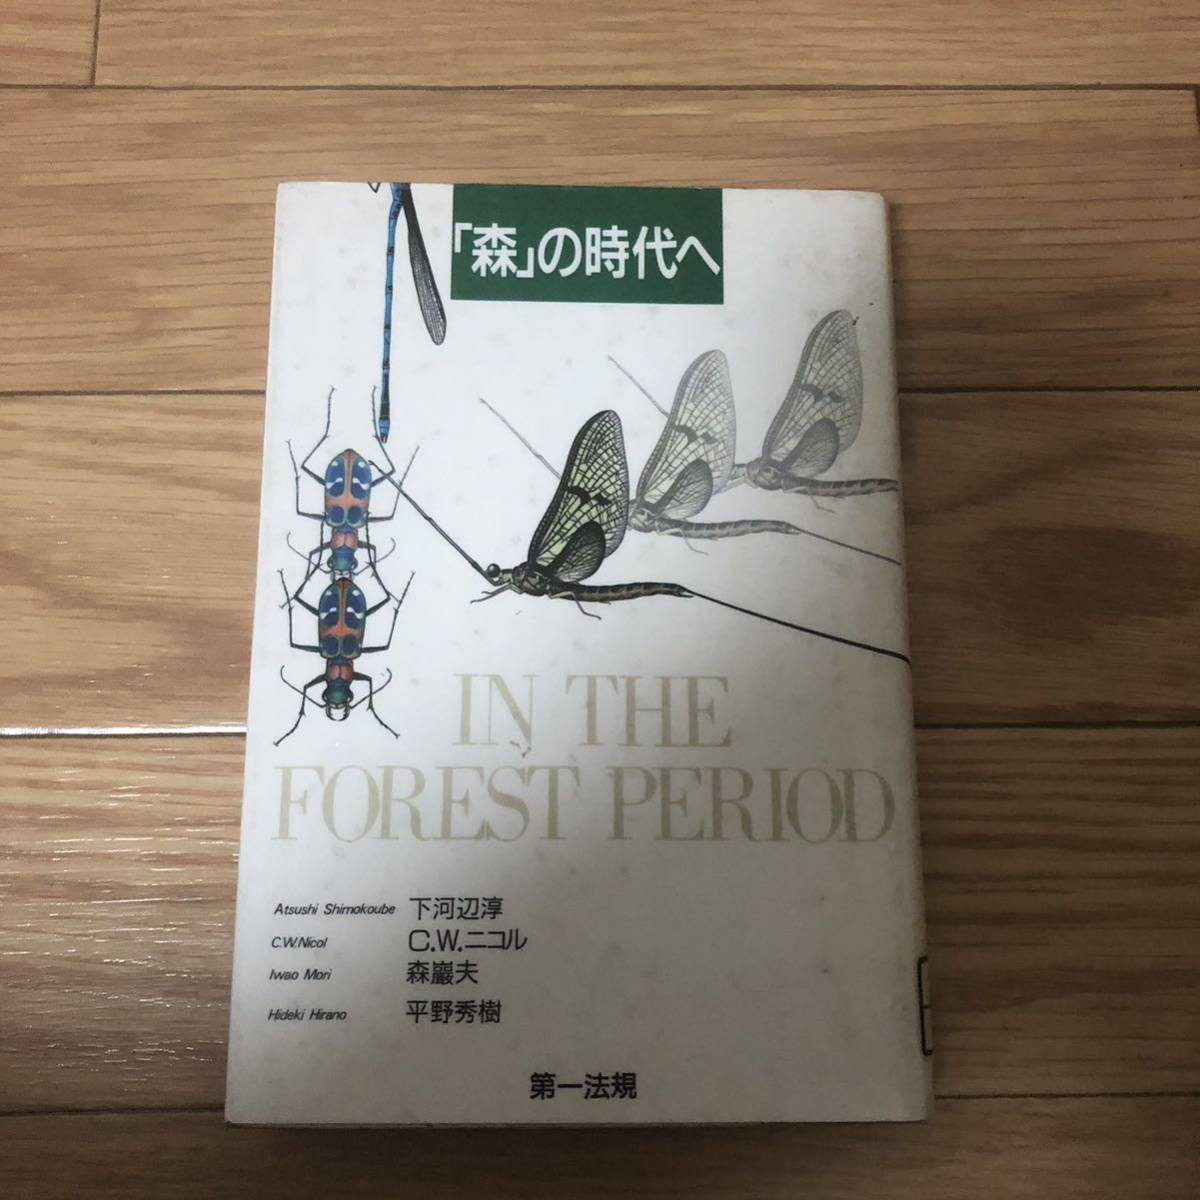 「森」の時代へ
IN THE
FOREST PERIOD
Atsushi Shimokoube 下河辺淳
C.W.Nicol C.W.ニコル
Iwao Mori 森巖夫
Hideki Hirano 平野秀樹
第一法規